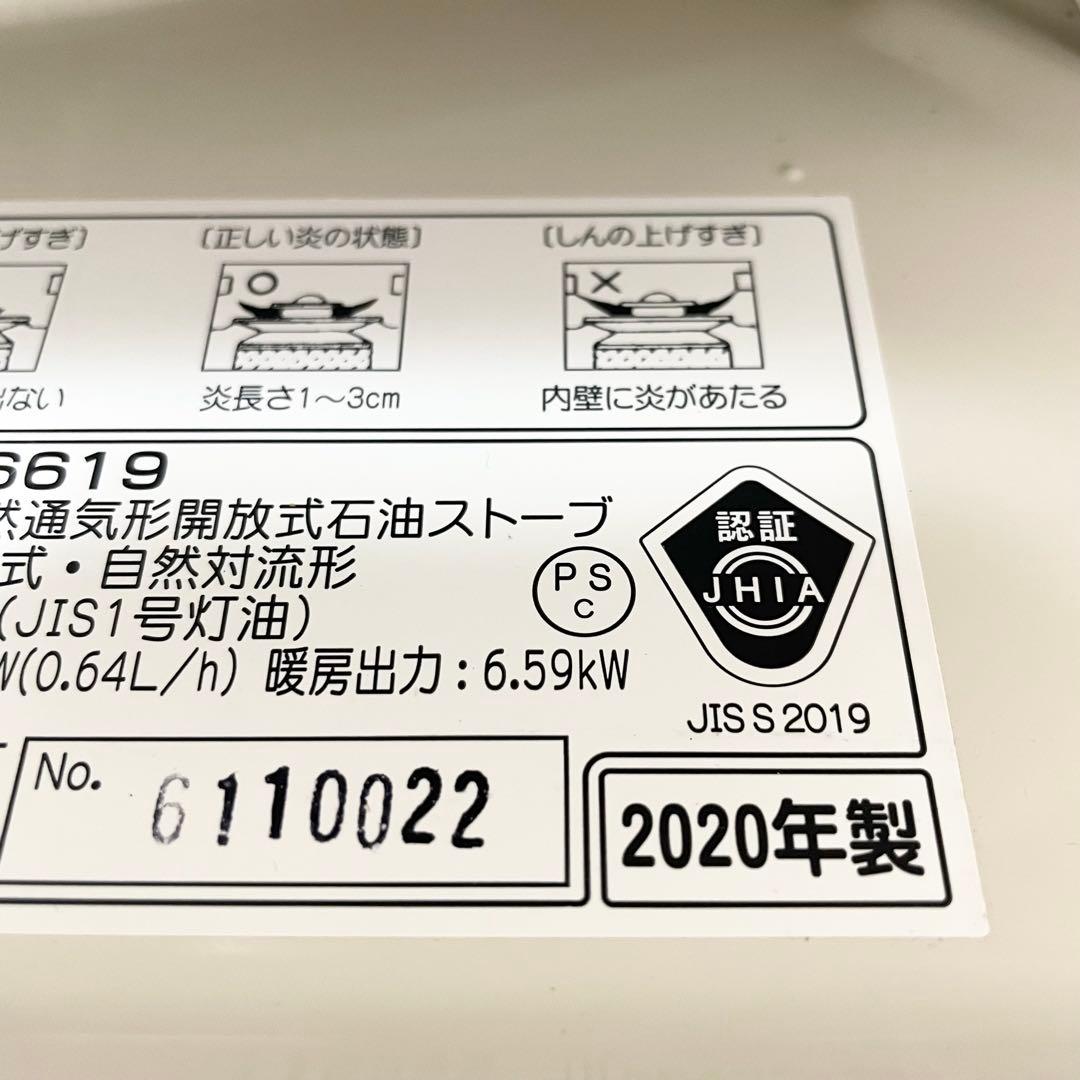 げすぎ〕
〔正しい炎の状態〕
〔しんの上げすぎ〕
○
×
出ない
炎長さ1〜3cm
内壁に炎があたる
6619
然通気形開放式石油ストーブ
式・自然対流形
(JIS1号灯油)
W(0.64L/h) 暖房出力:6.59kW
PS
C
認証
JHIA
JIS S 2019
No. 6110022
2020年製